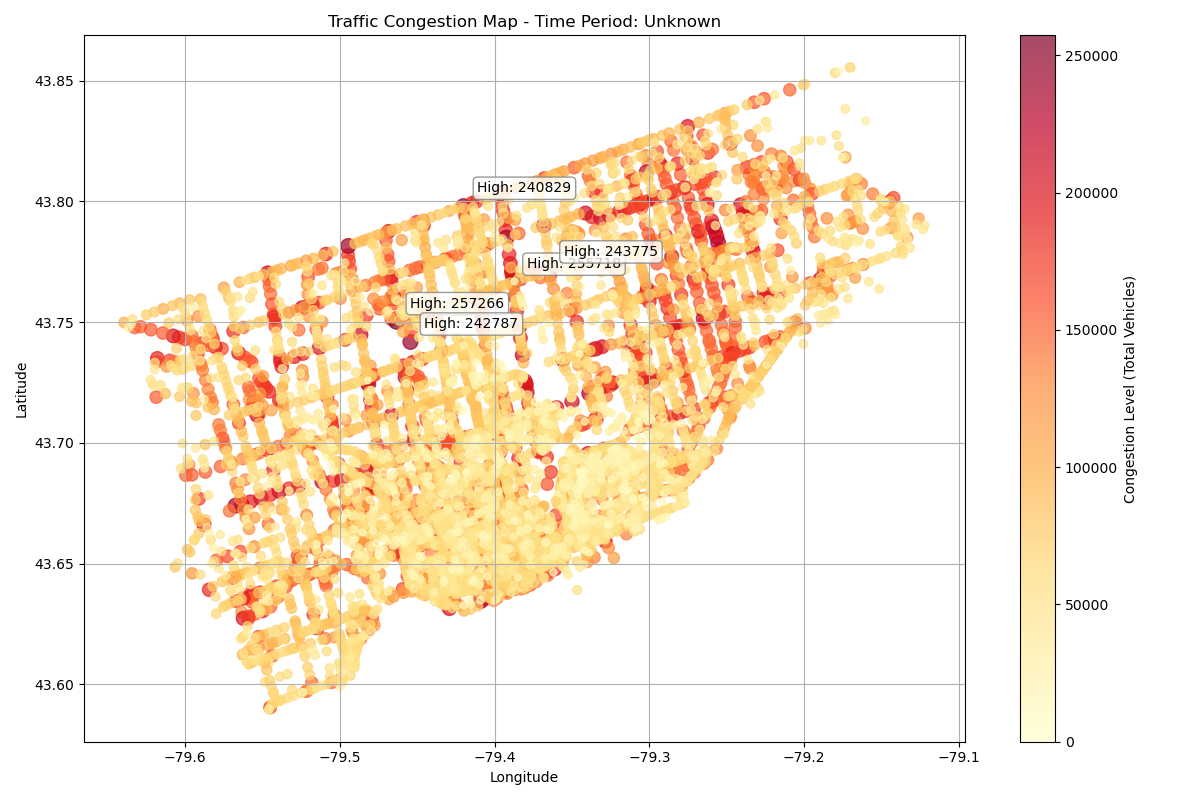 Traffic Congestion Map - Time Period: Unknown
250000
43.85
High: 240829
43.80
200000
High: 243775
High: 255718
High: 257266
43.75
High: 242787
150000
Latitude
Congestion Level (Total Vehicles)
43.70
100000
43.65
50000
43.60
0
−79.6
−79.5
−79.4
−79.3
−79.2
−79.1
Longitude